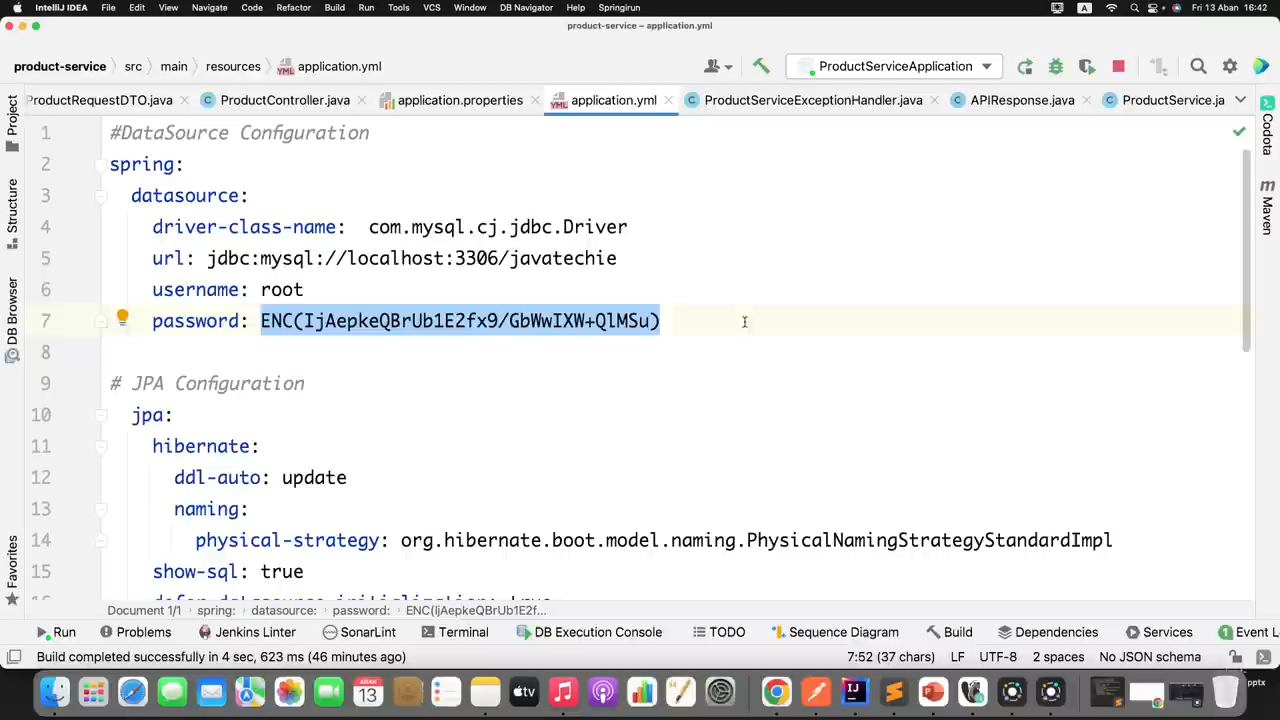 IntelliJ IDEA File Edit View Navigate Code Refactor Build Run Tools VCS Window DB Navigator Help Springirun A Fri 13 Aban 16:42
product-service – application.yml
product-service src main resources application.yml ProductServiceApplication
ProductRequestDTO.java ProductController.java application.properties application.yml ProductServiceExceptionHandler.java APIResponse.java ProductService.ja
Project
Structure
DB Browser
Favorites
Codota
Maven
1 #DataSource Configuration
2 spring:
3 datasource:
4 driver-class-name: com.mysql.cj.jdbc.Driver
5 url: jdbc:mysql://localhost:3306/javatechie
6 username: root
7 password: ENC(IjAepkeQBrUb1E2fx9/GbWwIXW+QlMSu)
8
9 # JPA Configuration
10 jpa:
11 hibernate:
12 ddl-auto: update
13 naming:
14 physical-strategy: org.hibernate.boot.model.naming.PhysicalNamingStrategyStandardImpl
15 show-sql: true
Document 1/1 spring: datasource: password: ENC(IjAepkeQBrUb1E2f...
Run Problems Jenkins Linter SonarLint Terminal DB Execution Console TODO Sequence Diagram Build Dependencies Services 1 Event L
Build completed successfully in 4 sec, 623 ms (46 minutes ago) 7:52 (37 chars) LF UTF-8 2 spaces No JSON schema
ABAN
13
tv
pptx